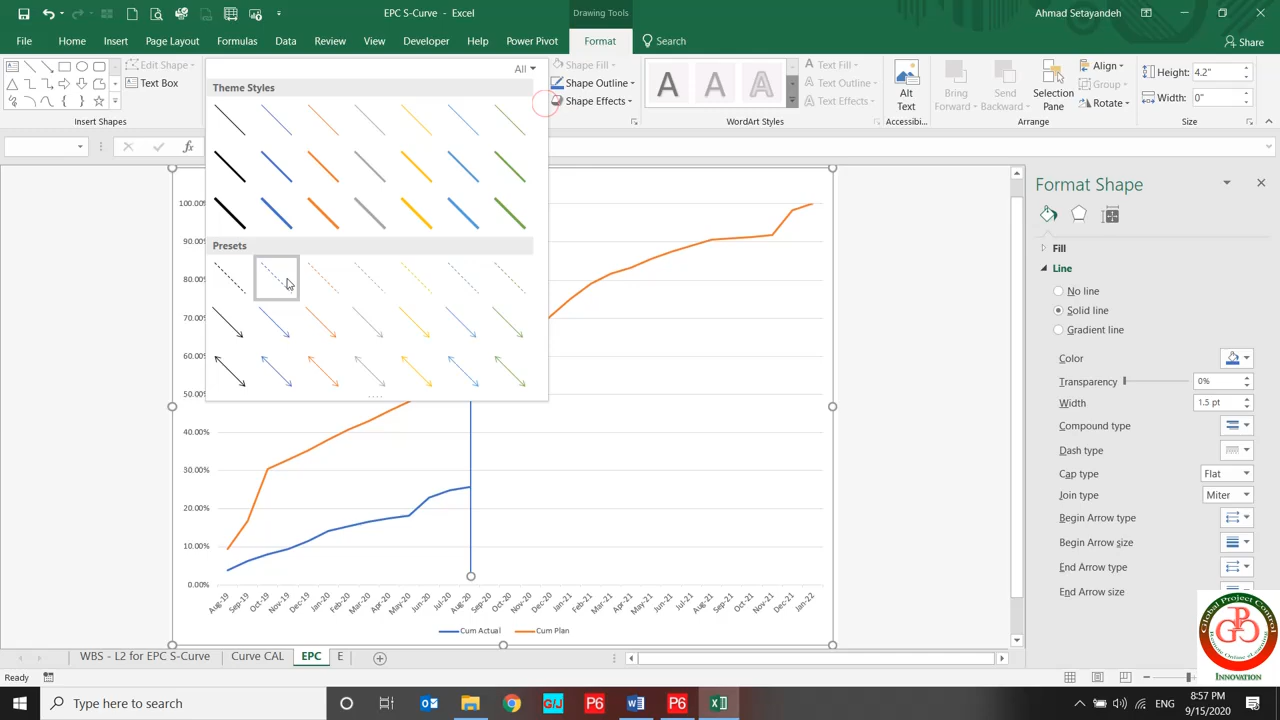 EPC S-Curve - Excel
Drawing Tools
Ahmad Setayandeh
File Home Insert Page Layout Formulas Data Review View Developer Help Power Pivot Format Search
Share
Edit Shape
Text Box
Insert Shapes
All
Theme Styles
Presets
Shape Fill
Shape Outline
Shape Effects
A A A
WordArt Styles
Text Fill
Text Outline
Text Effects
Alt
Text
Accessibi...
Bring
Forward
Send
Backward
Selection
Pane
Align
Group
Rotate
Arrange
Height: 4.2"
Width: 0"
Size
fx
100.00%
90.00%
80.00%
70.00%
60.00%
50.00%
40.00%
30.00%
20.00%
10.00%
0.00%
Aug-19 Sep-19 Oct-19 Nov-19 Dec-19 Jan-20 Feb-20 Mar-20 Apr-20 May-20 Jun-20 Jul-20 Aug-20 Sep-20 Oct-20 Dec-20 Jan-21 Feb-21 Mar-21 Apr-21 May-21 Jun-21 Jul-21 Aug-21 Sep-21 Oct-21 Nov-21 Dec-21
Cum Actual Cum Plan
Format Shape
Fill
Line
No line
Solid line
Gradient line
Color
Transparency 0%
Width 1.5 pt
Compound type
Dash type
Cap type Flat
Join type Miter
Begin Arrow type
Begin Arrow size
End Arrow type
End Arrow size
Global Project Control
GPC
INNOVATION
WBS - L2 for EPC S-Curve Curve CAL EPC E
Ready
Type here to search
G/J
P6
P6
8:57 PM
9/15/2020